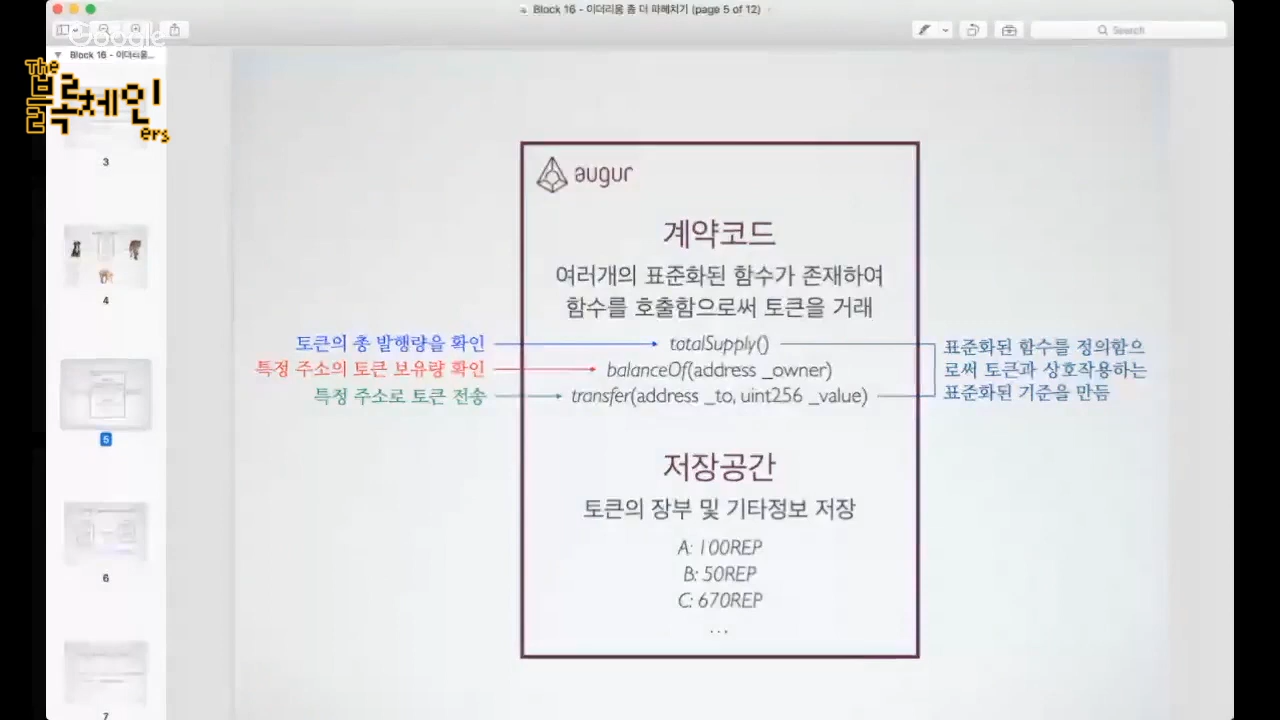 Block 16 - 이더리움 좀 더 파헤치기 (page 5 of 12)
Google
Search
Block 16 - 이더리움...
The
블록체인
ers
3
4
5
6
7
augur
계약코드
여러개의 표준화된 함수가 존재하여
함수를 호출함으로써 토큰을 거래
토큰의 총 발행량을 확인
totalSupply()
특정 주소의 토큰 보유량 확인
balanceOf(address _owner)
특정 주소로 토큰 전송
transfer(address _to, uint256 _value)
표준화된 함수를 정의함으
로써 토큰과 상호작용하는
표준화된 기준을 만듬
저장공간
토큰의 장부 및 기타정보 저장
A: 100REP
B: 50REP
C: 670REP
...